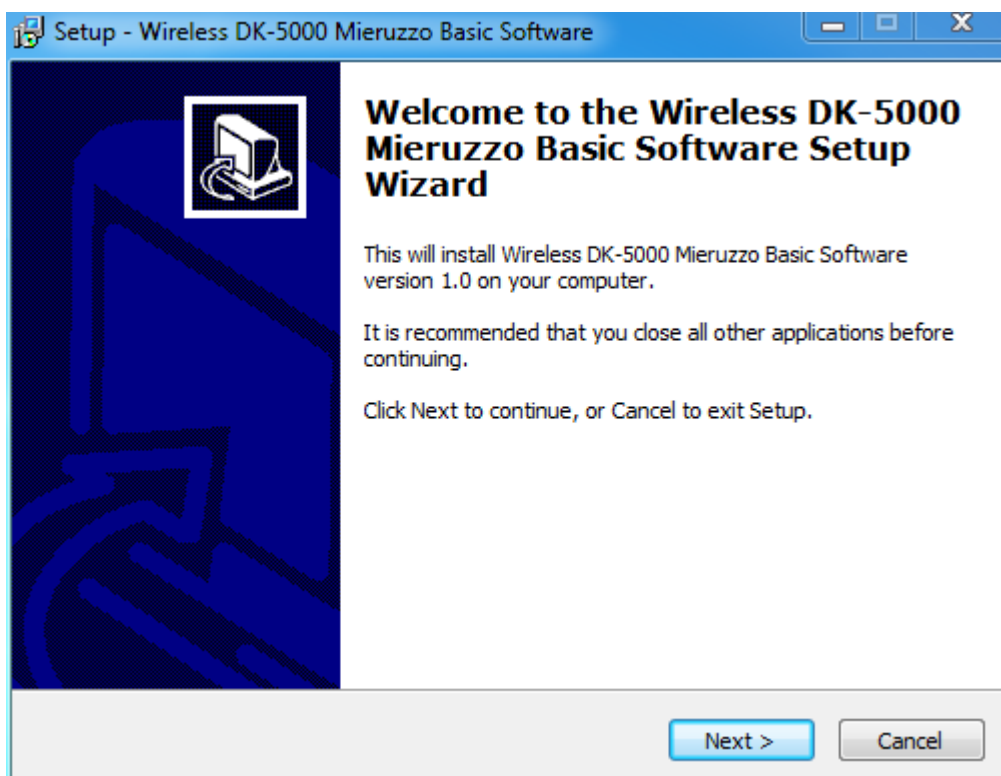 Setup - Wireless DK-5000 Mieruzzo Basic Software
Welcome to the Wireless DK-5000
Mieruzzo Basic Software Setup
Wizard
This will install Wireless DK-5000 Mieruzzo Basic Software
version 1.0 on your computer.
It is recommended that you close all other applications before
continuing.
Click Next to continue, or Cancel to exit Setup.
Next >
Cancel